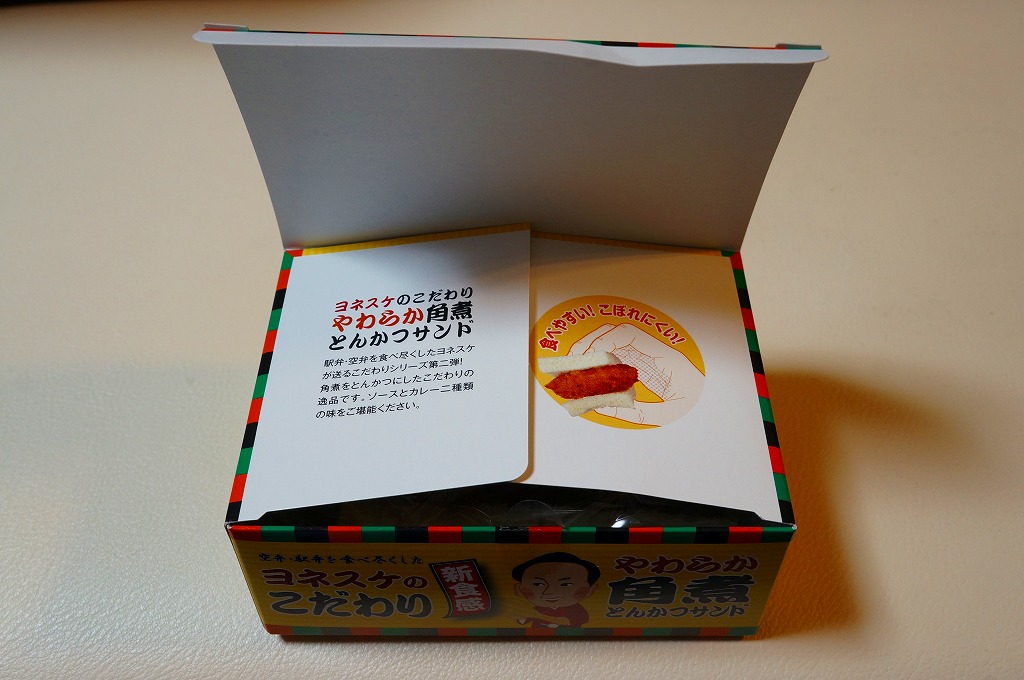 ヨネスケのこだわり
やわらか角煮
とんかつサンド
駅弁・空弁を食べ尽くしたヨネスケ
が送るこだわりシリーズ第二弾!
角煮をとんかつにしたこだわりの
逸品です。ソースとカレー二種類
の味をご堪能ください。
食べやすい!こぼれにくい!
空弁・駅弁を食べ尽くした
ヨネスケの
こだわり
新食感
やわらか
角煮
とんかつサンド